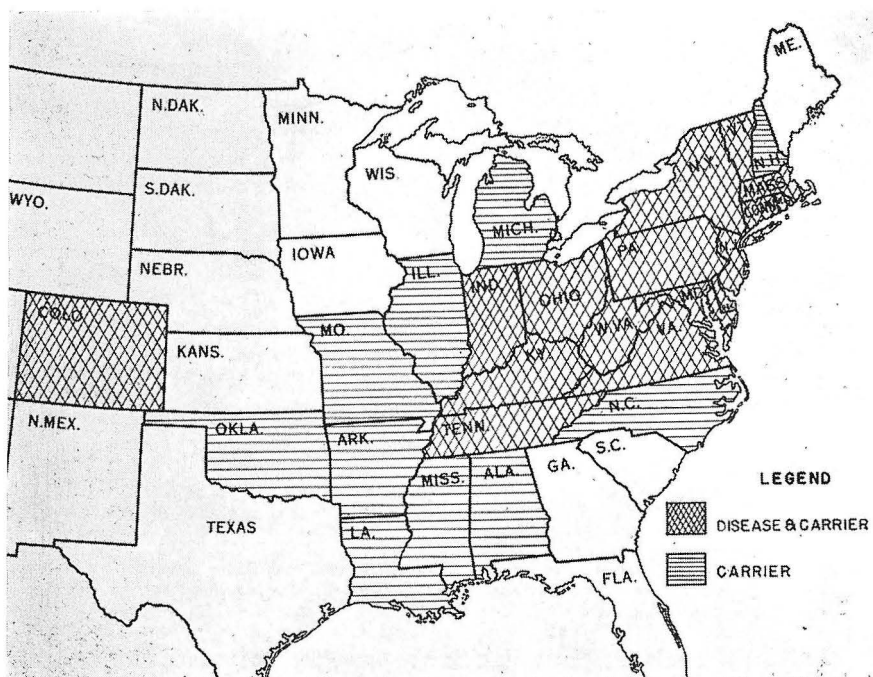 ME.
N.DAK.
MINN.
WIS.
S.DAK.
WYO.
N.Y.
N.H.
MASS
CONN.
MICH.
IOWA
NEBR.
PA.
N.J.
ILL.
IND.
OHIO
COLO
MD.
W.VA.
VA.
MO.
KANS.
KY.
N.C.
N.MEX.
OKLA.
ARK.
TENN.
S.C.
MISS.
ALA.
GA.
TEXAS
LA.
FLA.
LEGEND
DISEASE & CARRIER
CARRIER